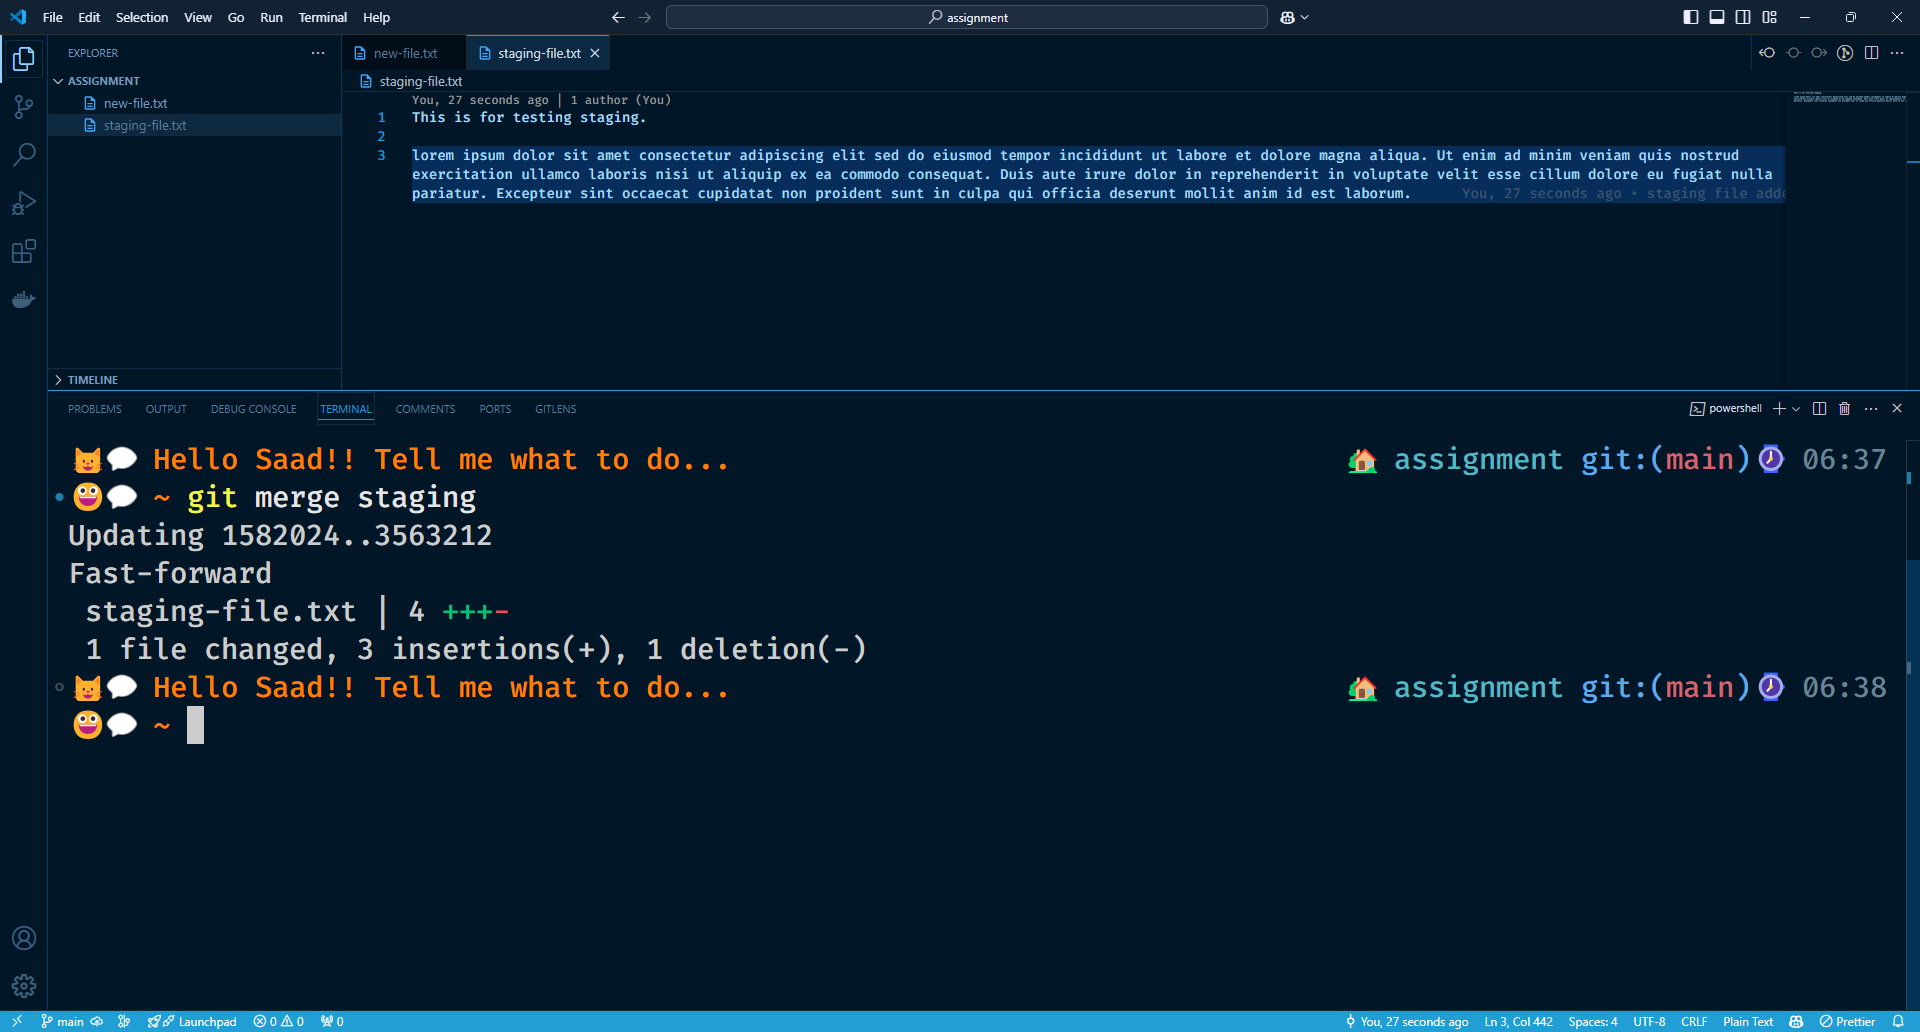 File Edit Selection View Go Run Terminal Help
assignment
EXPLORER
ASSIGNMENT
new-file.txt
staging-file.txt
TIMELINE
new-file.txt
staging-file.txt
staging-file.txt
You, 27 seconds ago | 1 author (You)
1 This is for testing staging.
2
3 lorem ipsum dolor sit amet consectetur adipiscing elit sed do eiusmod tempor incididunt ut labore et dolore magna aliqua. Ut enim ad minim veniam quis nostrud
exercitation ullamco laboris nisi ut aliquip ex ea commodo consequat. Duis aute irure dolor in reprehenderit in voluptate velit esse cillum dolore eu fugiat nulla
pariatur. Excepteur sint occaecat cupidatat non proident sunt in culpa qui officia deserunt mollit anim id est laborum. You, 27 seconds ago • staging file adde
PROBLEMS OUTPUT DEBUG CONSOLE TERMINAL COMMENTS PORTS GITLENS
powershell
Hello Saad!! Tell me what to do... assignment git:(main) 06:37
~ git merge staging
Updating 1582024..3563212
Fast-forward
staging-file.txt | 4 +++-
1 file changed, 3 insertions(+), 1 deletion(-)
Hello Saad!! Tell me what to do... assignment git:(main) 06:38
~
main Launchpad 0 0 0 You, 27 seconds ago Ln 3, Col 442 Spaces: 4 UTF-8 CRLF Plain Text Prettier